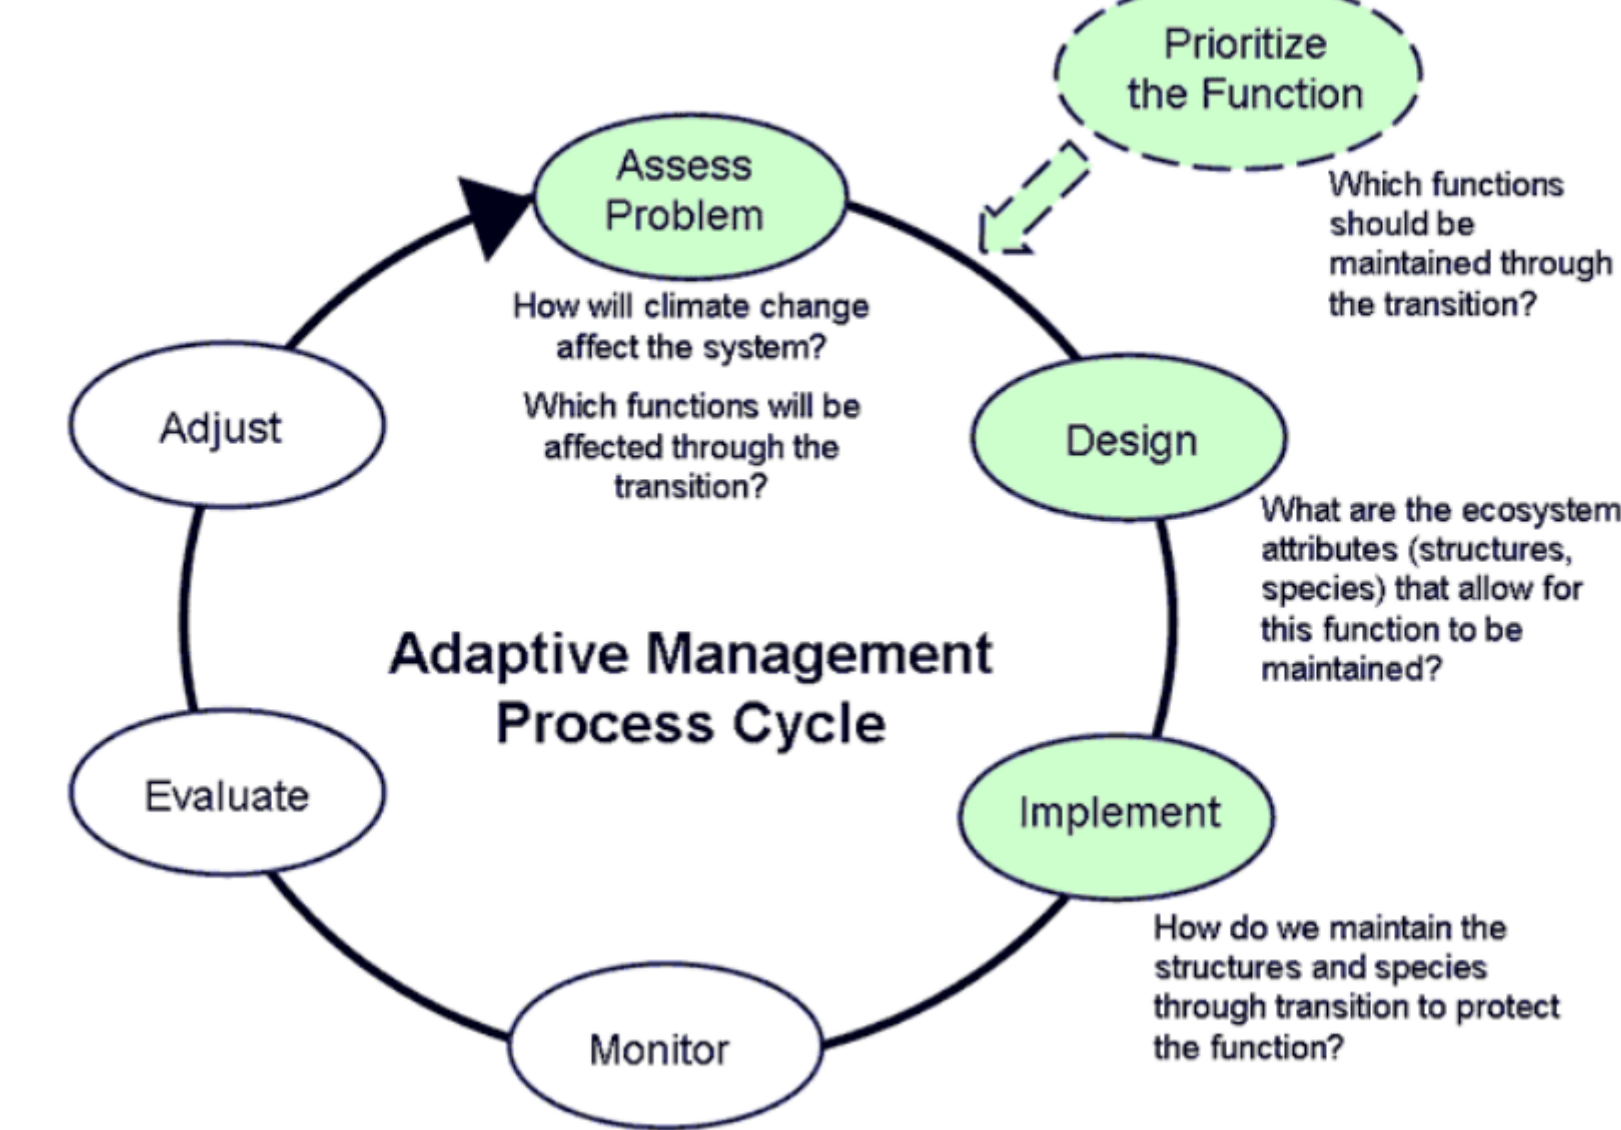 Prioritize
the Function
Which functions
should be
maintained through
the transition?
Assess
Problem
How will climate change
affect the system?
Which functions will be
affected through the
transition?
Design
What are the ecosystem
attributes (structures,
species) that allow for
this function to be
maintained?
Implement
How do we maintain the
structures and species
through transition to protect
the function?
Monitor
Evaluate
Adjust
Adaptive Management
Process Cycle